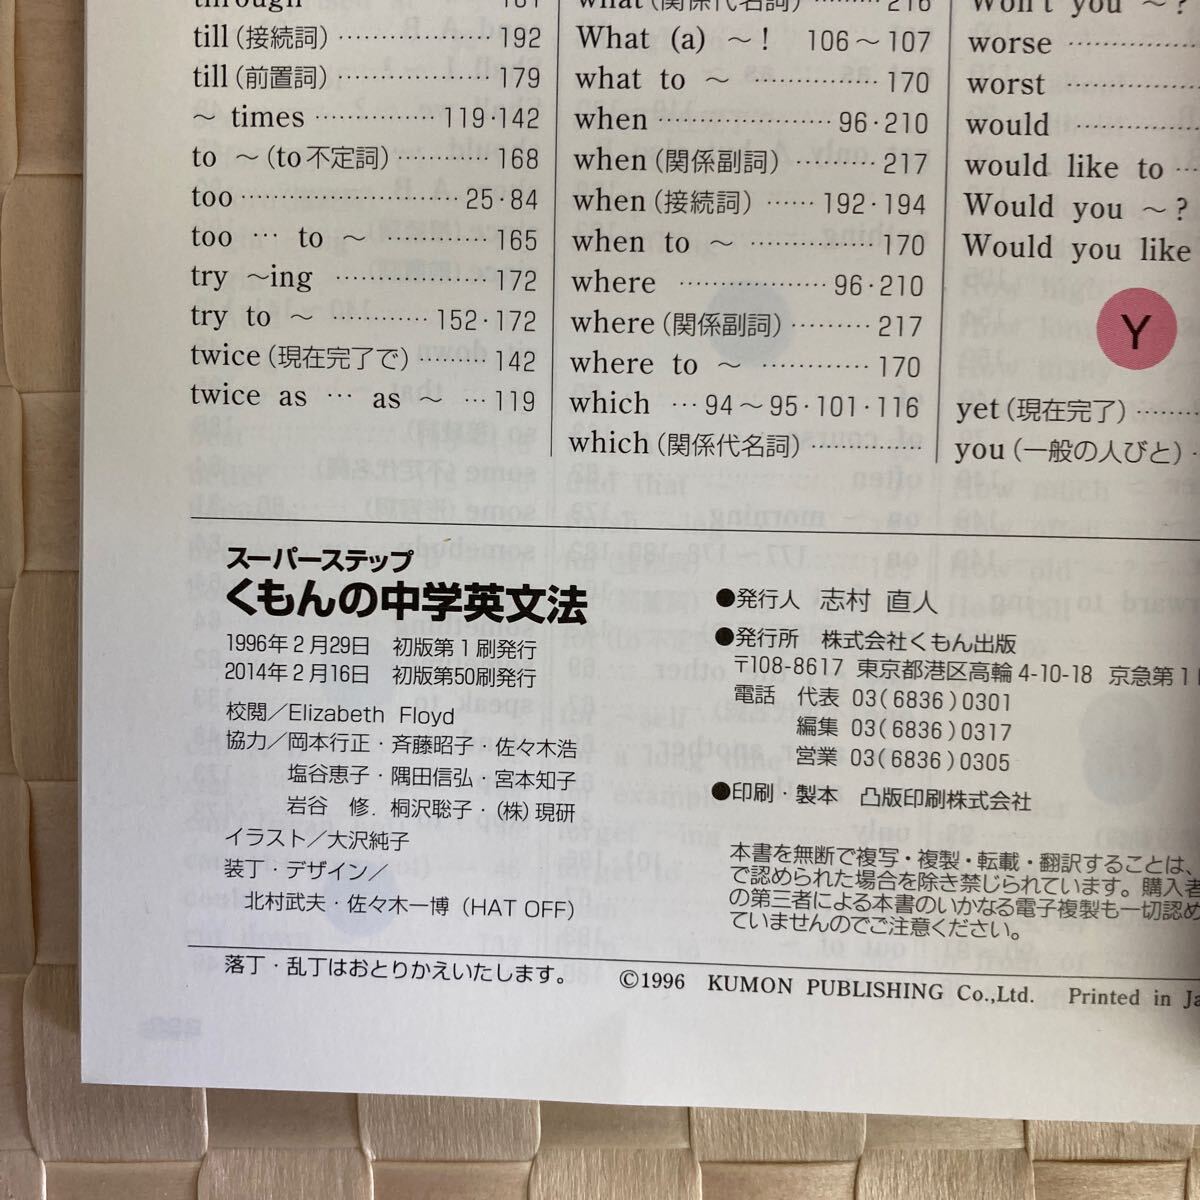 through ……… 181
till(接続詞) ……………… 192
till(前置詞) ……………… 179
～ times …………… 119・142
to ～(to不定詞) ………… 168
too …………………… 25・84
too … to ～ ………… 165
try ～ing …………… 172
try to ～ ……… 152・172
twice(現在完了で) ……… 142
twice as … as ～ … 119
what(関係代名詞) ……… 216
What (a) ～! 106～107
what to ～ …………… 170
when ……………… 96・210
when(関係副詞) ………… 217
when(接続詞) …… 192・194
when to ～ …………… 170
where ……………… 96・210
where(関係副詞) ……… 217
where to ～ ………… 170
which … 94～95・101・116
which(関係代名詞) …………
Won't you ～?
worse
worst
would
would like to
Would you ～?
Would you like
Y
yet(現在完了)
you(一般の人びと)
スーパーステップ
くもんの中学英文法
1996年2月29日 初版第1刷発行
2014年2月16日 初版第50刷発行
校閲／Elizabeth Floyd
協力／岡本行正・斉藤昭子・佐々木浩
塩谷恵子・隅田信弘・宮本知子
岩谷 修．桐沢聡子・(株)現研
イラスト／大沢純子
装丁・デザイン／
北村武夫・佐々木一博(HAT OFF)
●発行人 志村 直人
●発行所 株式会社くもん出版
〒108-8617 東京都港区高輪4-10-18 京急第1
電話 代表 03(6836)0301
編集 03(6836)0317
営業 03(6836)0305
●印刷・製本 凸版印刷株式会社
本書を無断で複写・複製・転載・翻訳することは、
で認められた場合を除き禁じられています。購入者
の第三者による本書のいかなる電子複製も一切認め
ていませんのでご注意ください。
落丁・乱丁はおとりかえいたします。
©1996 KUMON PUBLISHING Co.,Ltd. Printed in Ja